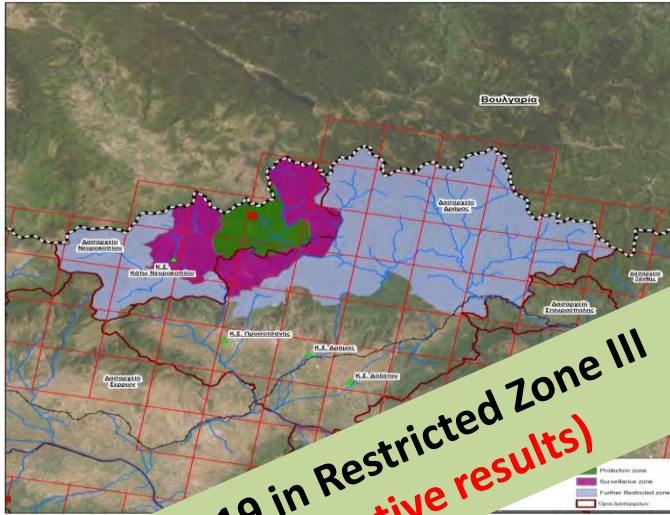 Βουλγαρία
Δασαρχείο
Δράμας
Δασαρχείο
Νευροκοπίου
Κ.Σ.
Κάτω Νευροκοπίου
Δασαρχείο
Ξάνθης
Δασαρχείο
Σταυρούπολης
Κ.Σ. Προσοτσάνης
Κ.Σ. Δράμας
Κ.Σ. Δοξάτου
Δασαρχείο
Σερρών
19 in Restricted Zone III
tive results)
Protection zone
Surveillance zone
Further Restricted zone
Όρια Δασαρχείων